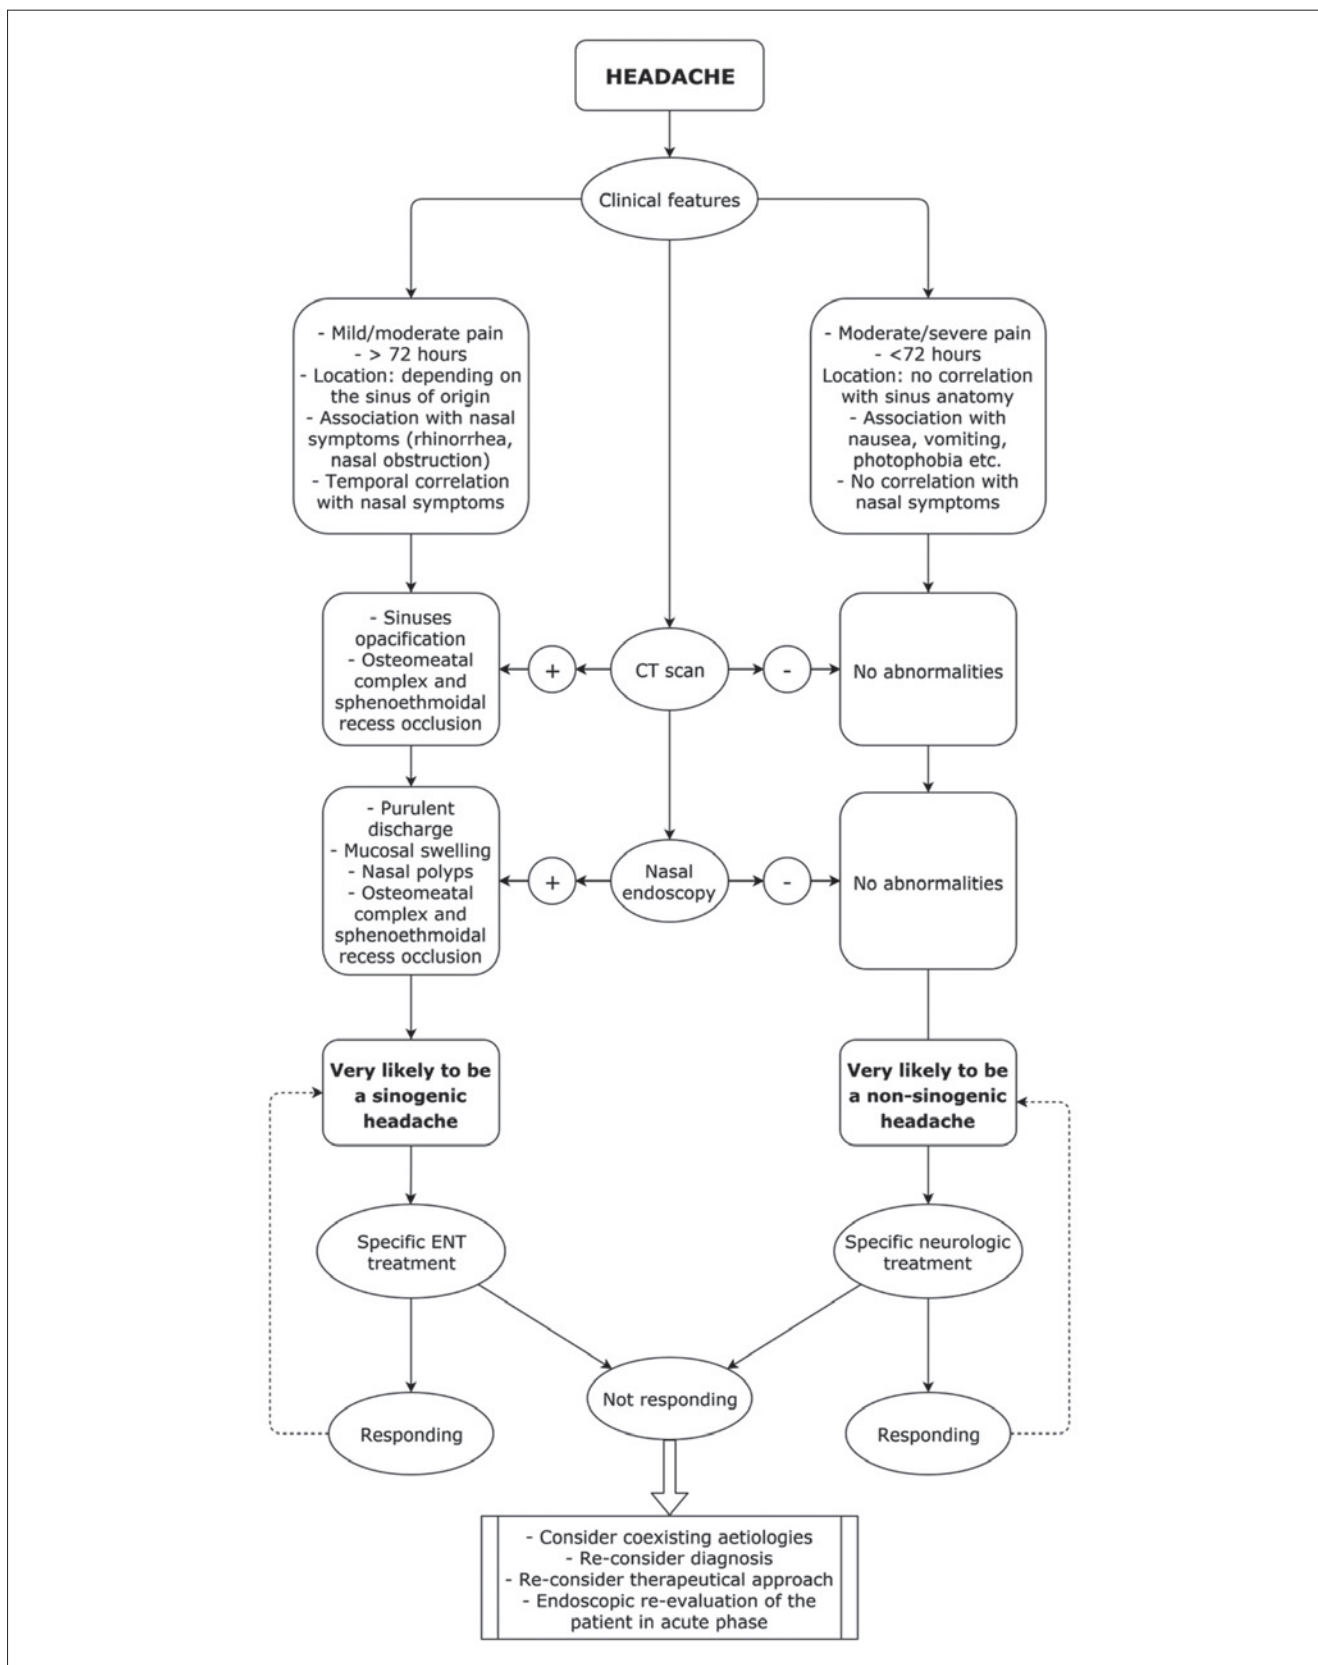 HEADACHE
Clinical features
- Mild/moderate pain
- > 72 hours
- Location: depending on
the sinus of origin
- Association with nasal
symptoms (rhinorrhea,
nasal obstruction)
- Temporal correlation
with nasal symptoms
- Moderate/severe pain
- <72 hours
Location: no correlation
with sinus anatomy
- Association with
nausea, vomiting,
photophobia etc.
- No correlation with
nasal symptoms
- Sinuses
opacification
- Osteomeatal
complex and
sphenoethmoidal
recess occlusion
+
CT scan
-
No abnormalities
- Purulent
discharge
- Mucosal swelling
- Nasal polyps
- Osteomeatal
complex and
sphenoethmoidal
recess occlusion
+
Nasal
endoscopy
-
No abnormalities
Very likely to be
a sinogenic
headache
Very likely to be
a non-sinogenic
headache
Specific ENT
treatment
Specific neurologic
treatment
Not responding
Responding
Responding
- Consider coexisting aetiologies
- Re-consider diagnosis
- Re-consider therapeutical approach
- Endoscopic re-evaluation of the
patient in acute phase